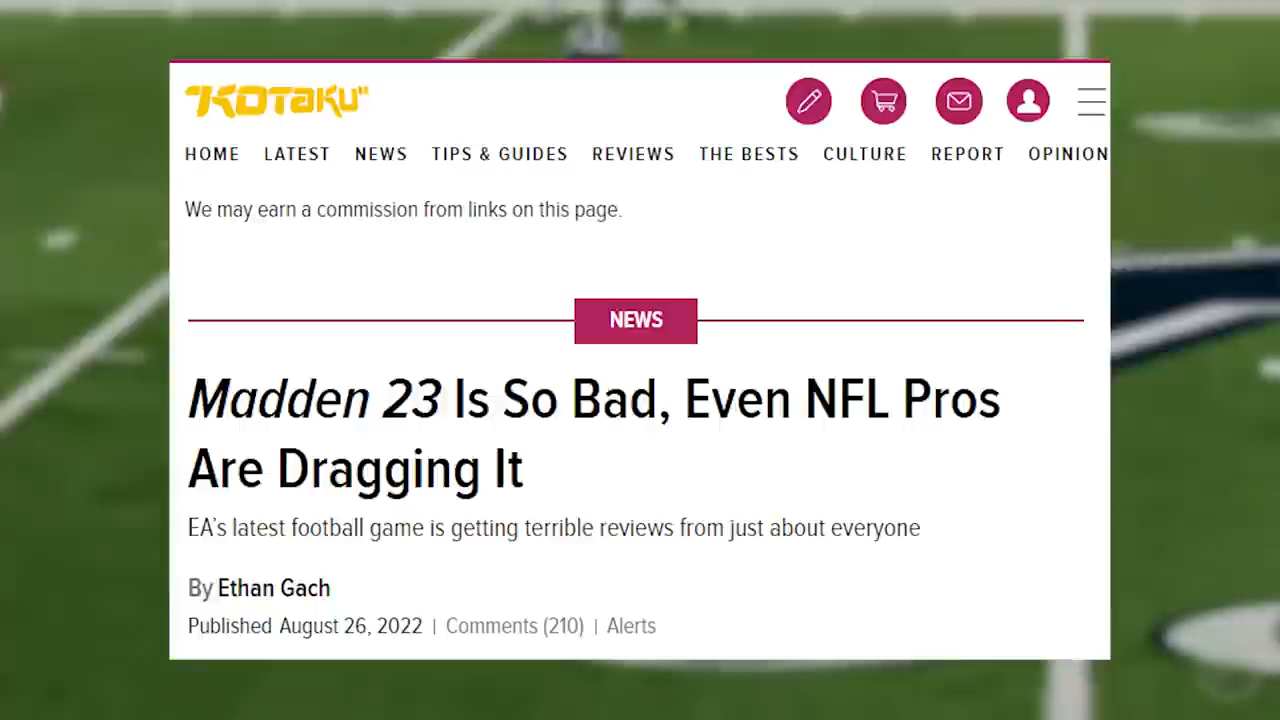 KOTAKU
HOME LATEST NEWS TIPS & GUIDES REVIEWS THE BESTS CULTURE REPORT OPINION
We may earn a commission from links on this page.
NEWS
Madden 23 Is So Bad, Even NFL Pros
Are Dragging It
EA's latest football game is getting terrible reviews from just about everyone
By Ethan Gach
Published August 26, 2022 | Comments (210) | Alerts